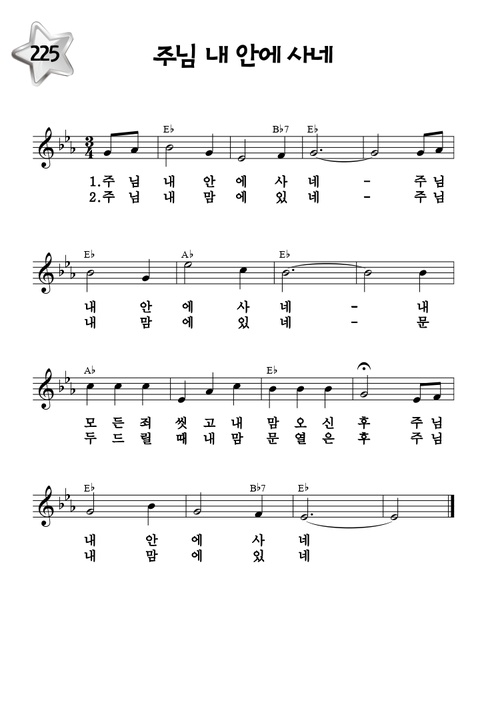 225
주님 내 안에 사네
E♭ B♭7 E♭
1.주 님 내 안 에 사 네 - 주 님
2.주 님 내 맘 에 있 네 - 주 님
E♭ A♭ E♭
내 안 에 사 네 - 내
내 맘 에 있 네 - 문
A♭ E♭
모 든 죄 씻 고 내 맘 오 신 후 주 님
두 드 릴 때 내 맘 문 열 은 후 주 님
E♭ B♭7 E♭
내 안 에 사 네
내 맘 에 있 네